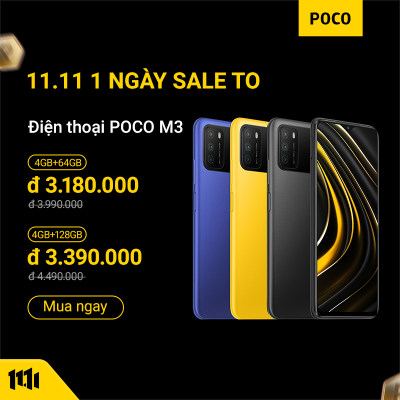 POCO
11.11 1 NGÀY SALE TO
Điện thoại POCO M3
4GB+64GB
đ 3.180.000
đ 3.990.000
4GB+128GB
đ 3.390.000
đ 4.490.000
Mua ngay
11.11